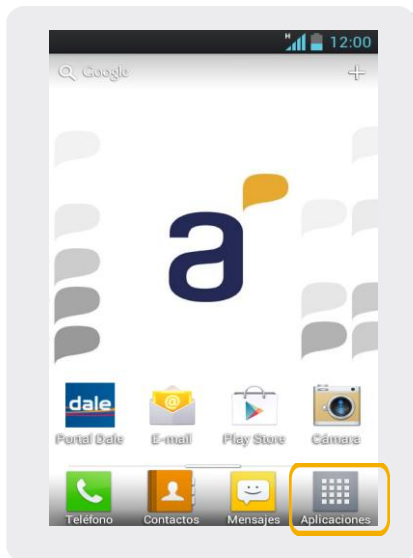 H 12:00
Google
a
dale
Portal Dale E-mail Play Store Cámara
Teléfono Contactos Mensajes Aplicaciones